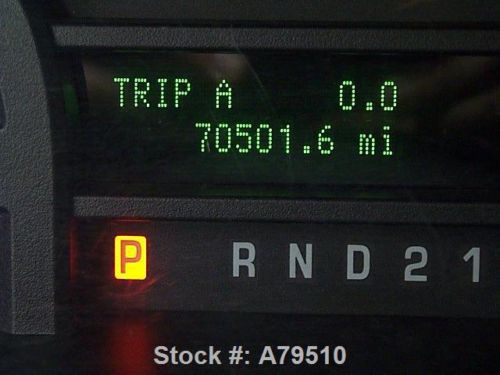 TRIP A 0.0
70501.6 mi
P R N D 2 1
Stock #: A79510